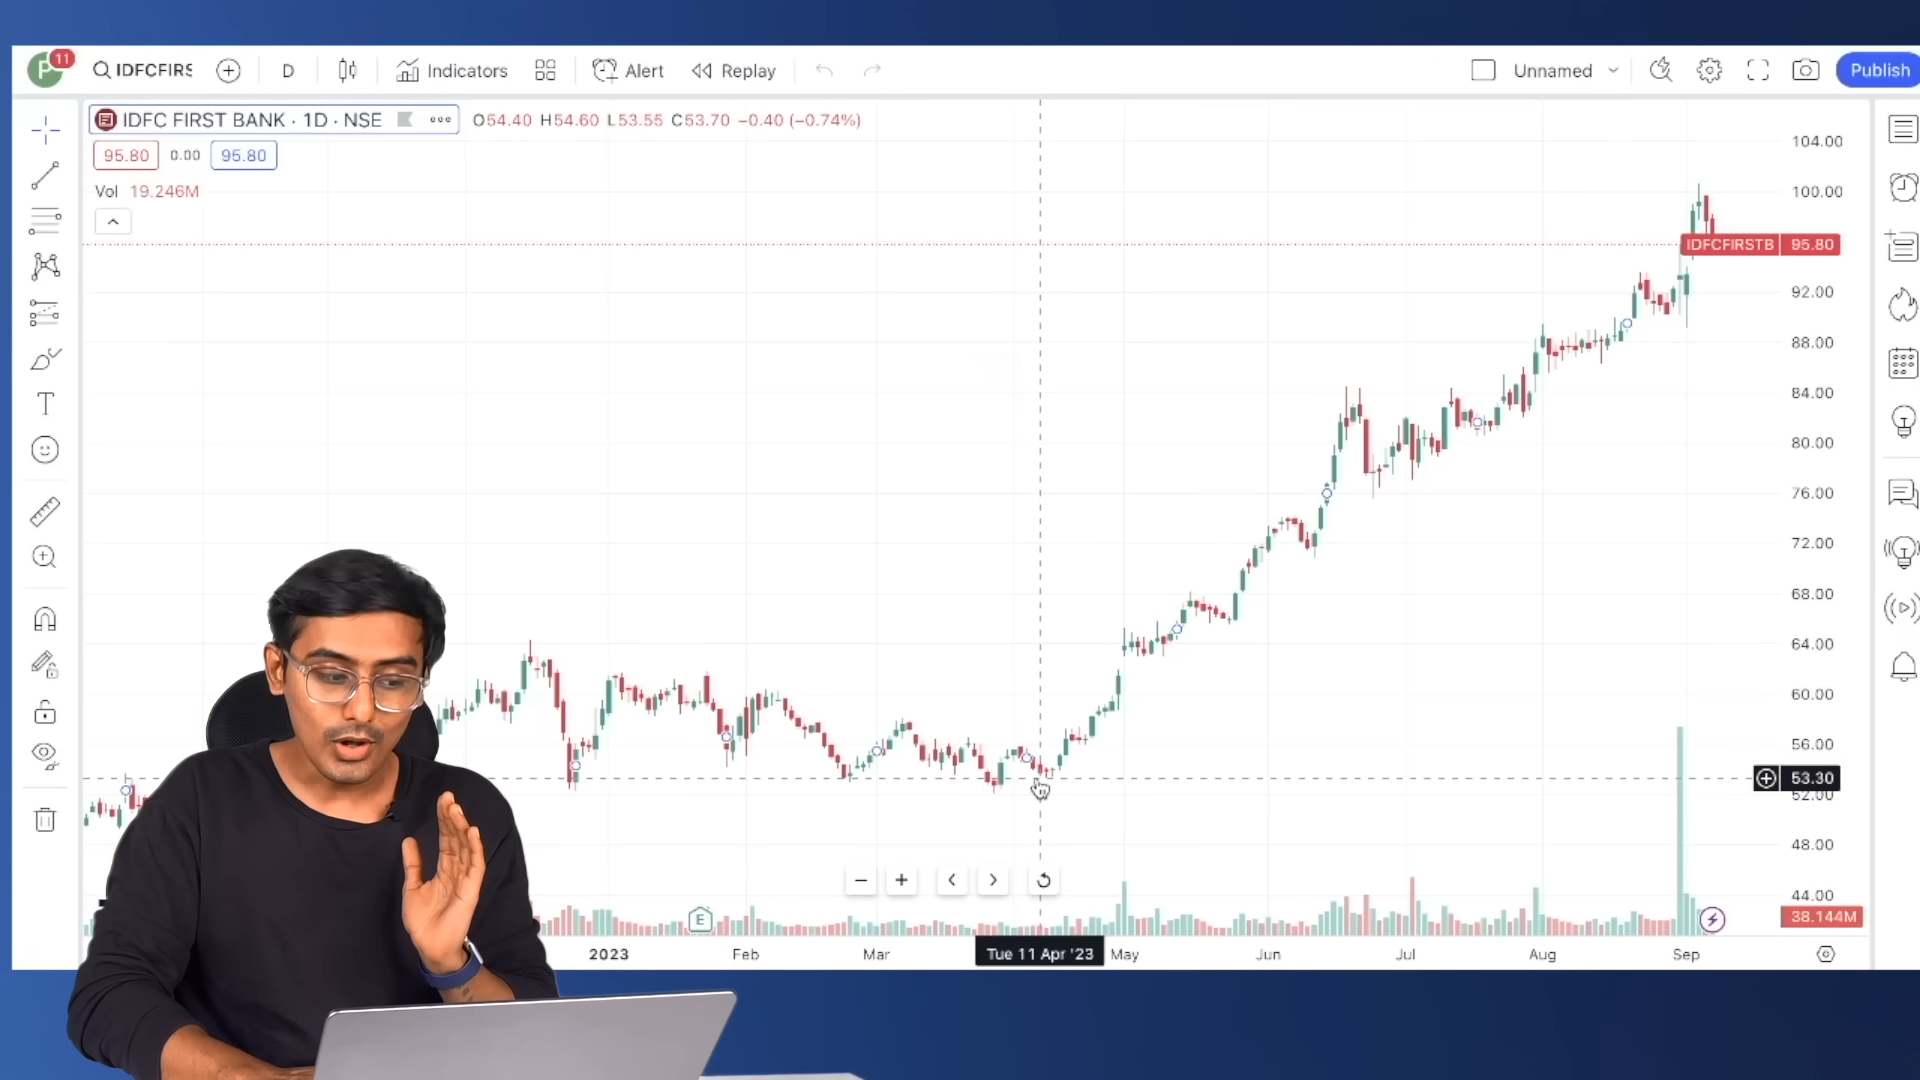 P 11 IDFCFIRS D Indicators Alert Replay Unnamed Publish
IDFC FIRST BANK · 1D · NSE O54.40 H54.60 L53.55 C53.70 −0.40 (−0.74%)
95.80 0.00 95.80
Vol 19.246M
104.00
100.00
IDFCFIRSTB 95.80
92.00
88.00
84.00
80.00
76.00
72.00
68.00
64.00
60.00
56.00
53.30
52.00
48.00
44.00
E
38.144M
2023 Feb Mar Tue 11 Apr '23 May Jun Jul Aug Sep